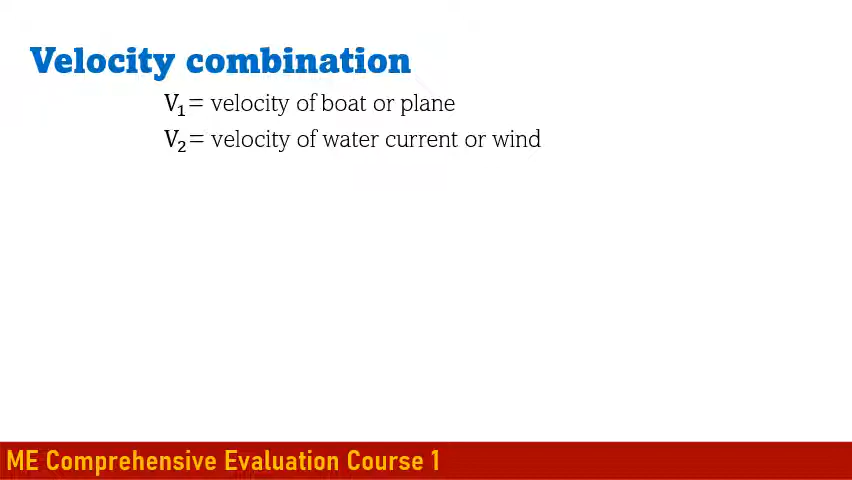 Velocity combination
V₁= velocity of boat or plane
V₂= velocity of water current or wind
ME Comprehensive Evaluation Course 1